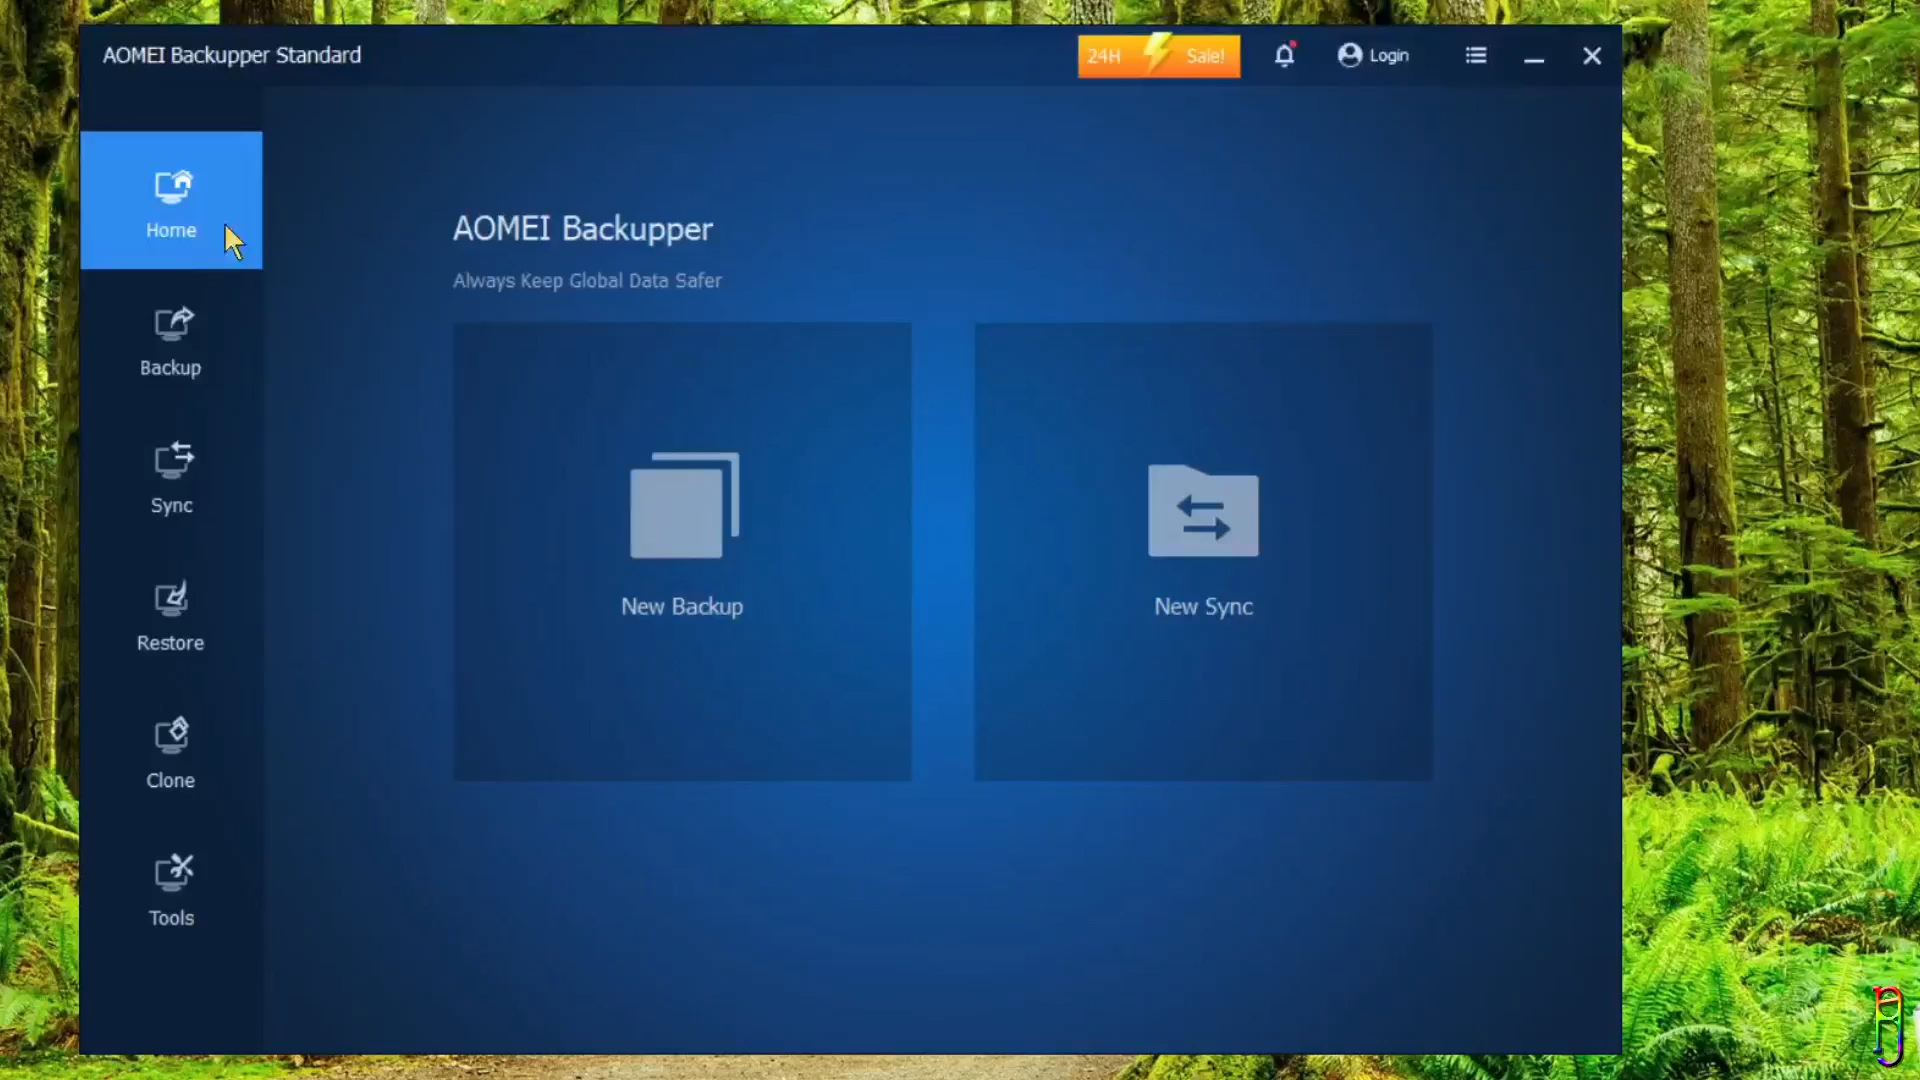 AOMEI Backupper Standard
24H Sale!
Login
Home
Backup
Sync
Restore
Clone
Tools
AOMEI Backupper
Always Keep Global Data Safer
New Backup
New Sync